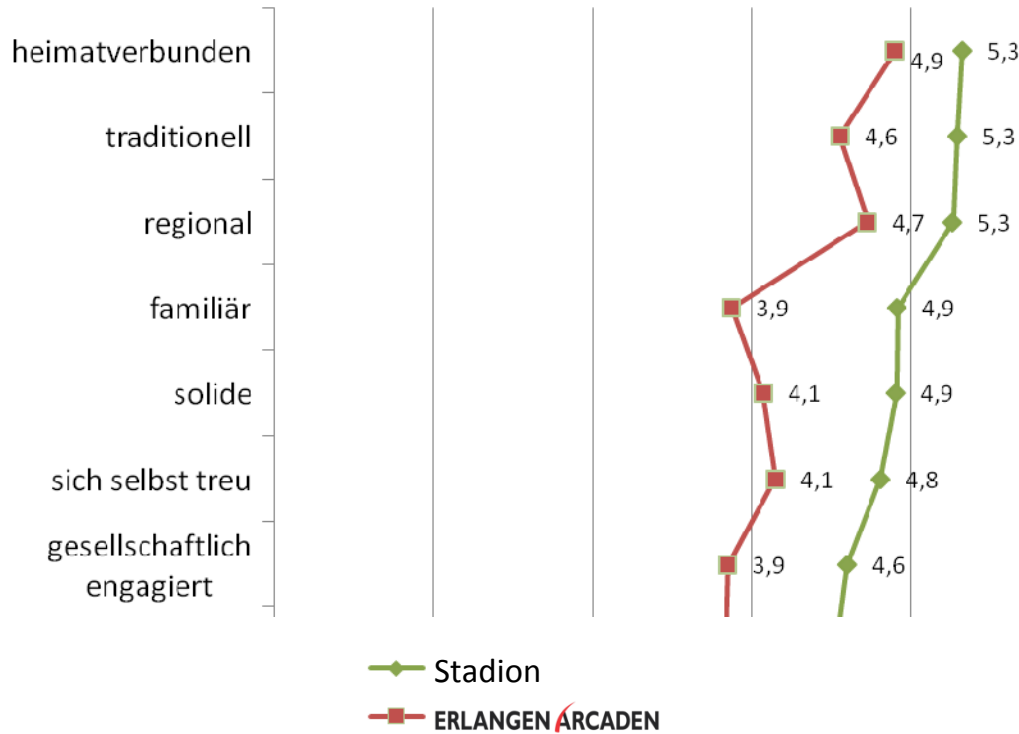 heimatverbunden 4,9 5,3
traditionell 4,6 5,3
regional 4,7 5,3
familiär 3,9 4,9
solide 4,1 4,9
sich selbst treu 4,1 4,8
gesellschaftlich
engagiert 3,9 4,6
Stadion
ERLANGEN ARCADEN